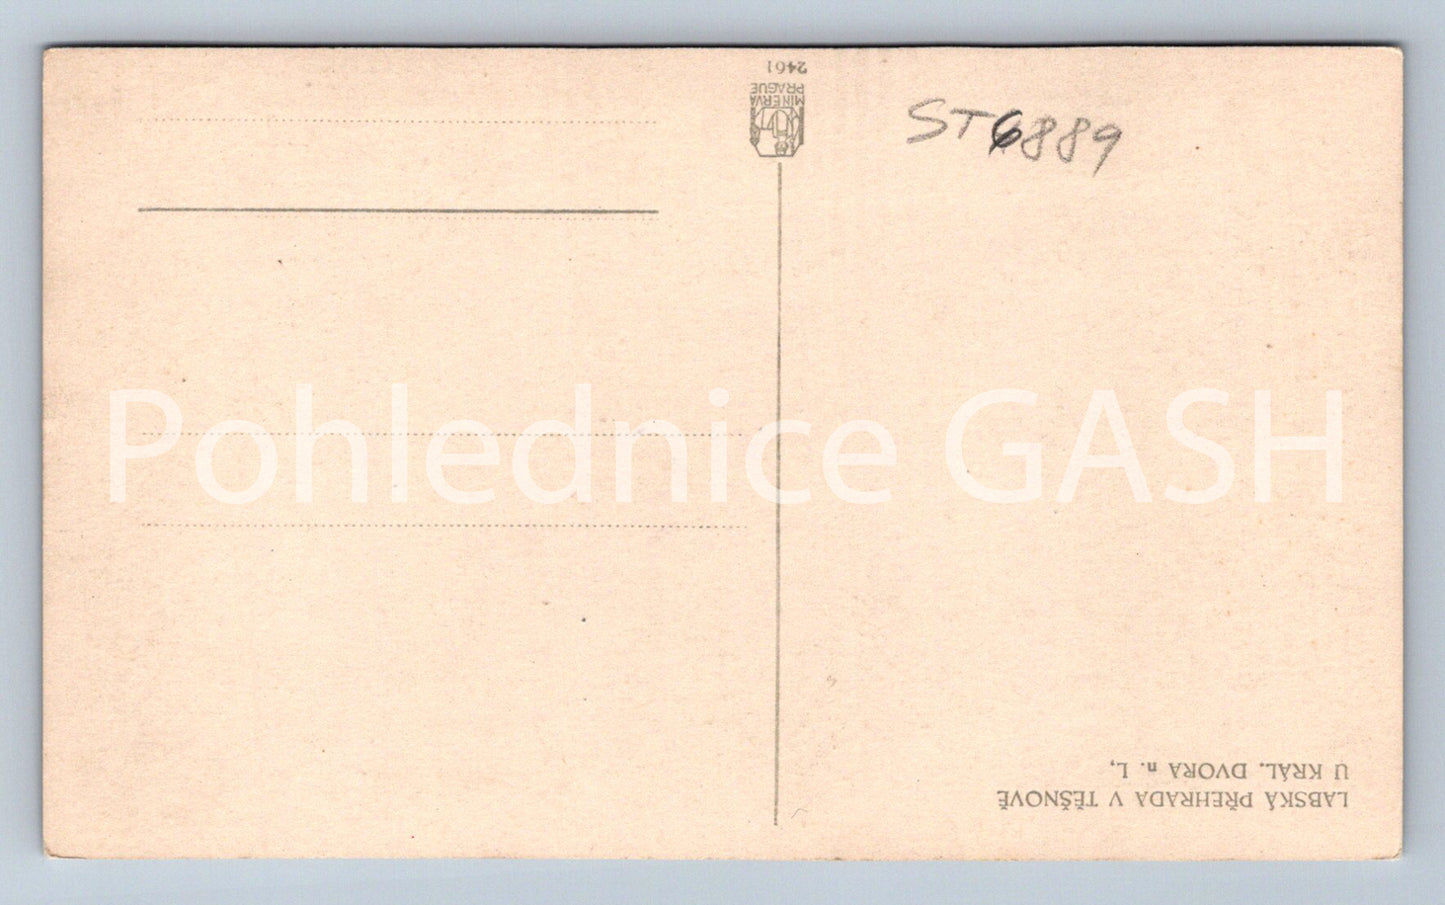 LABSKÁ PŘEHRADA V TĚŠNOVĚ
U KRÁL. DVORA n. L,
MINERVA
PRAGUE
2461
ST6889
Pohlednice GASH